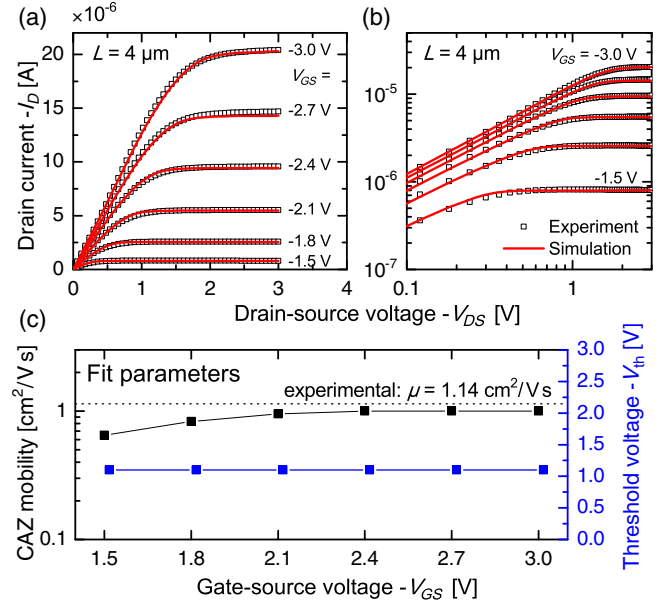 (a)
×10⁻⁶
L = 4 µm
-3.0 V
V_GS =
-2.7 V
-2.4 V
-2.1 V
-1.8 V
-1.5 V
20
15
10
5
0
0 1 2 3 4
Drain current -I_D [A]
(b)
L = 4 µm
V_GS = -3.0 V
-1.5 V
Experiment
Simulation
10⁻⁵
10⁻⁶
10⁻⁷
0.1 1
Drain-source voltage -V_DS [V]
(c)
Fit parameters
experimental: µ = 1.14 cm²/V s
CAZ mobility [cm²/V s]
1
0.1
3.0
2.5
2.0
1.5
1.0
0.5
0.0
Threshold voltage -V_th [V]
1.5 1.8 2.1 2.4 2.7 3.0
Gate-source voltage -V_GS [V]